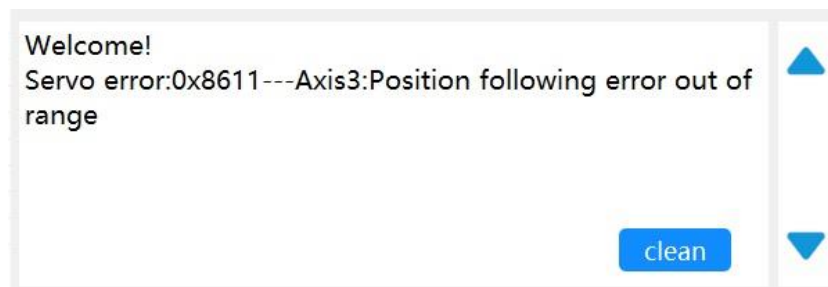 Welcome!
Servo error:0x8611---Axis3:Position following error out of
range
clean